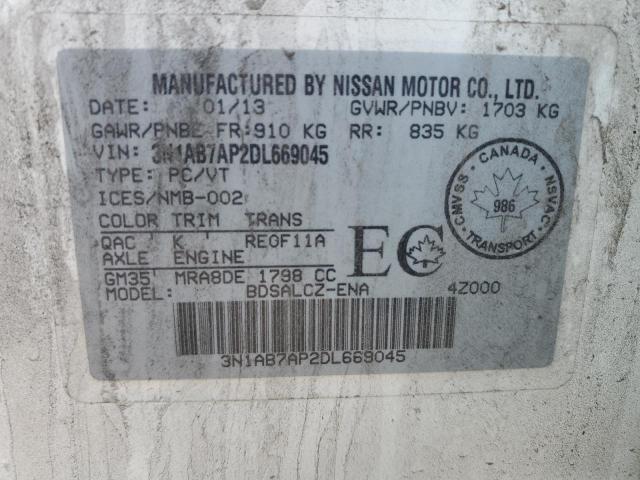 MANUFACTURED BY NISSAN MOTOR CO., LTD.
DATE: 01/13 GVWR/PNBV: 1703 KG
GAWR/PNBE FR: 910 KG RR: 835 KG
VIN: 3N1AB7AP2DL669045
TYPE: PC/VT
ICES/NMB-002
COLOR TRIM TRANS
QAC K RE0F11A
AXLE ENGINE
GM35 MRA8DE 1798 CC
MODEL: BDSALCZ-ENA 4Z000
EC
CANADA
CMVSS NSVAC
986
TRANSPORT
3N1AB7AP2DL669045